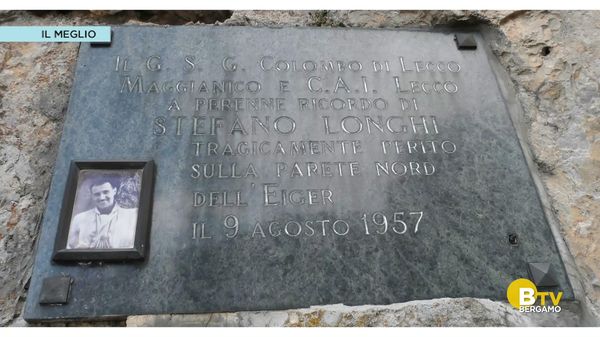 IL MEGLIO
IL G. S. G. COLOMBO DI LECCO
MAGGIANICO E C.A.I. LECCO
A PERENNE RICORDO DI
STEFANO LONGHI
TRAGICAMENTE PERITO
SULLA PARETE NORD
DELL'EIGER
IL 9 AGOSTO 1957
BTV
BERGAMO